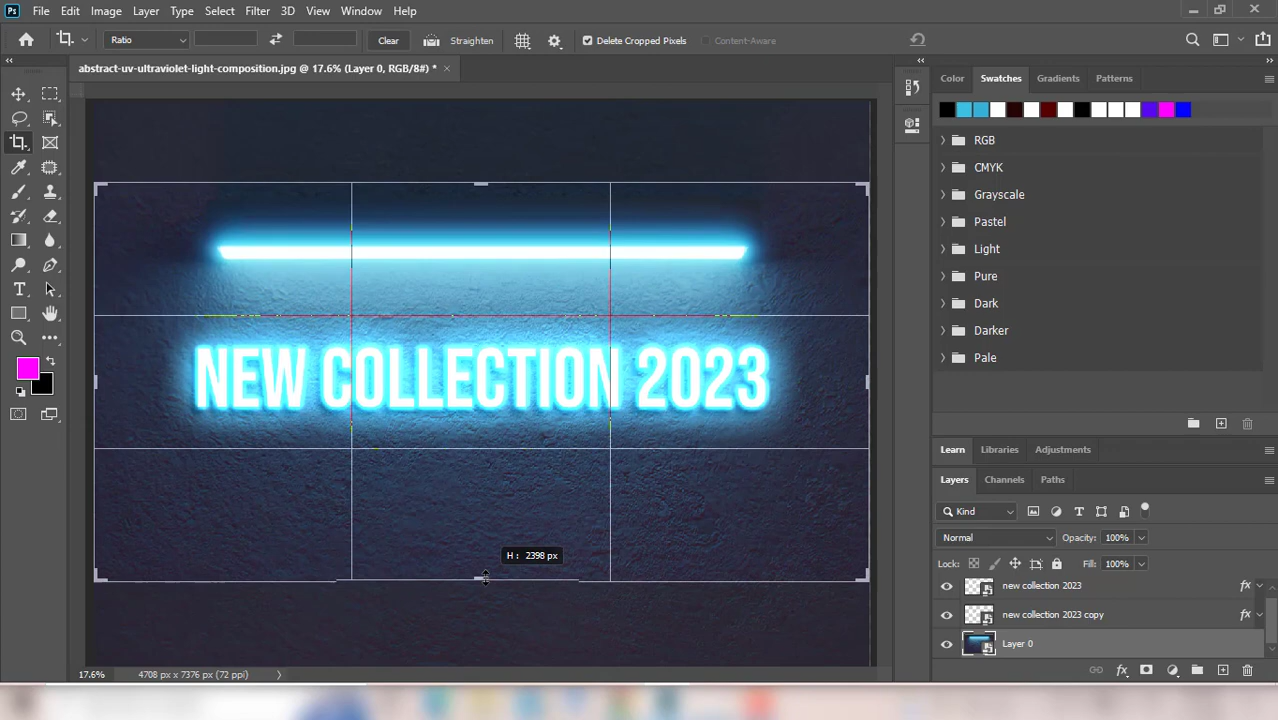 Ps File Edit Image Layer Type Select Filter 3D View Window Help
Ratio Clear Straighten Delete Cropped Pixels Content-Aware
abstract-uv-ultraviolet-light-composition.jpg @ 17.6% (Layer 0, RGB/8#) *
Color Swatches Gradients Patterns
RGB
CMYK
Grayscale
Pastel
Light
Pure
Dark
Darker
Pale
NEW COLLECTION 2023
H: 2398 px
Learn Libraries Adjustments
Layers Channels Paths
Kind
Normal Opacity: 100%
Lock: Fill: 100%
new collection 2023 fx
new collection 2023 copy fx
Layer 0
17.6% 4708 px x 7376 px (72 ppi)
fx